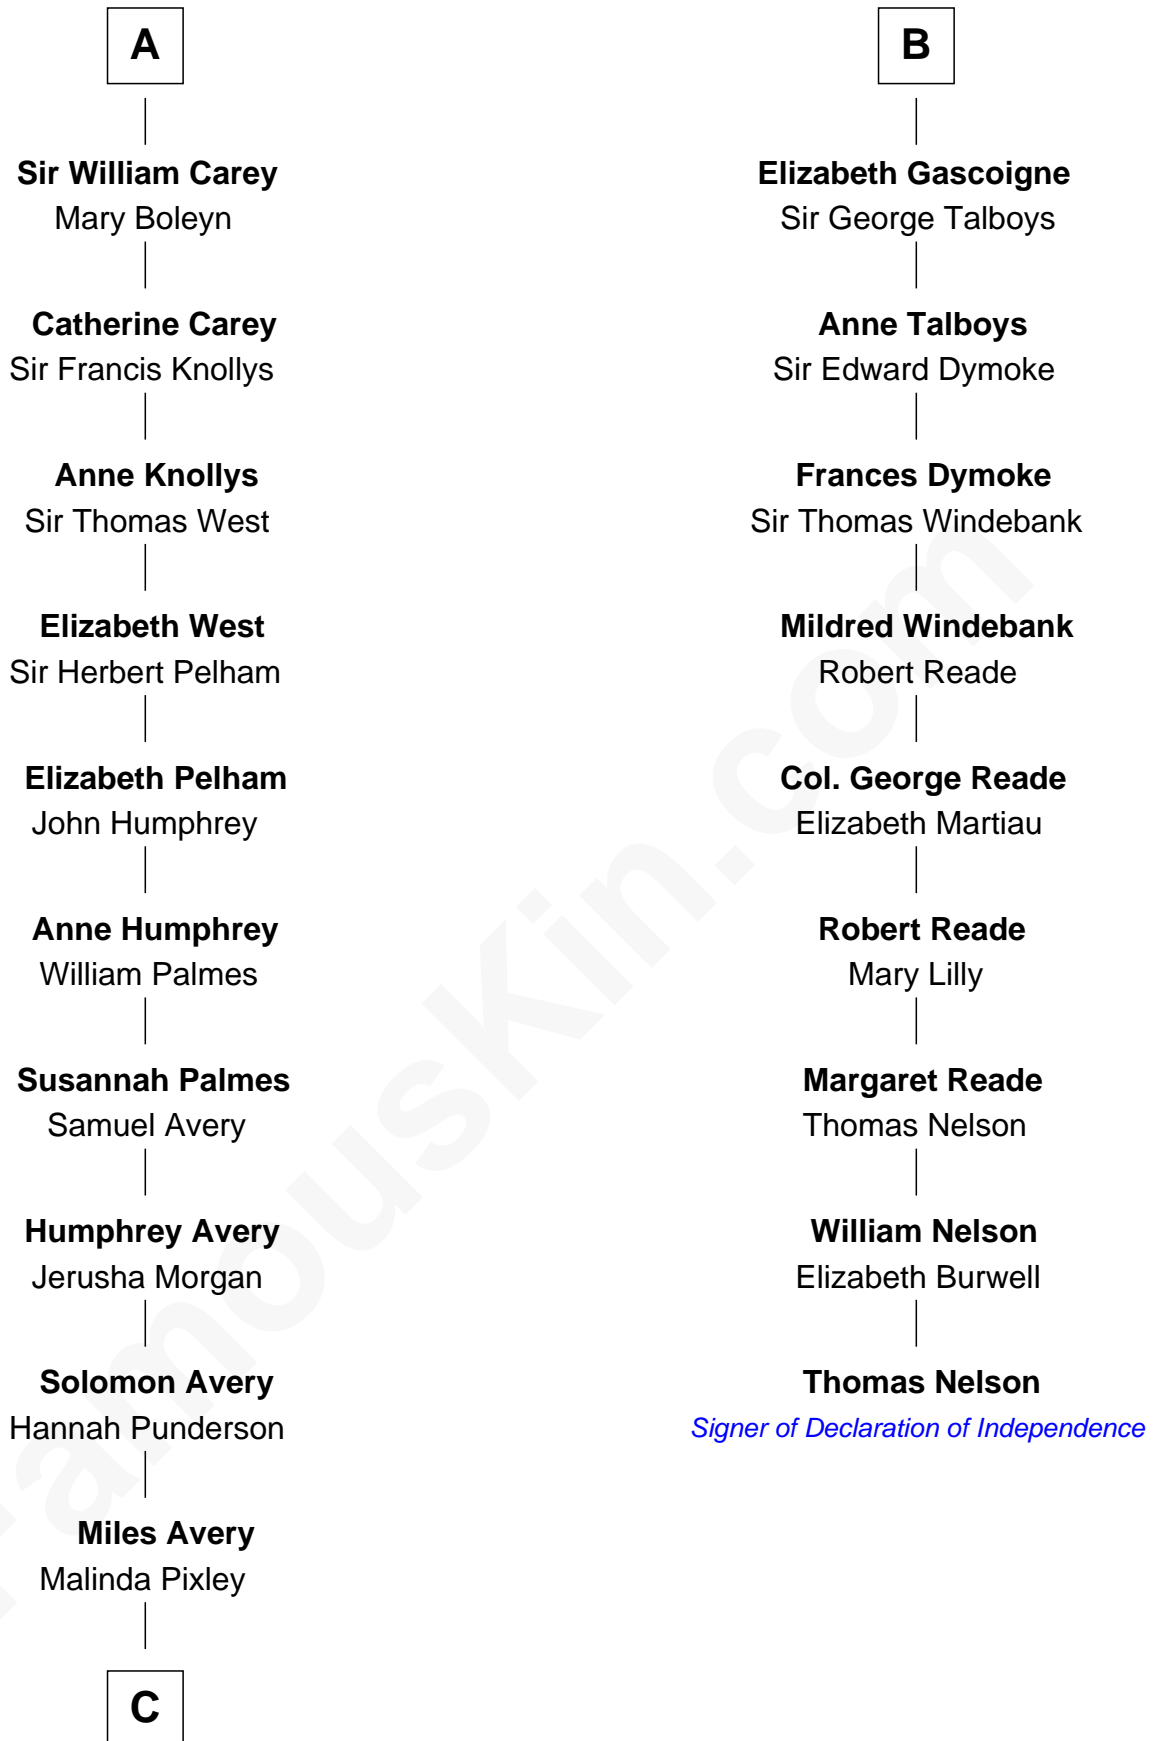 A
Sir William Carey
Mary Boleyn
Catherine Carey
Sir Francis Knollys
Anne Knollys
Sir Thomas West
Elizabeth West
Sir Herbert Pelham
Elizabeth Pelham
John Humphrey
Anne Humphrey
William Palmes
Susannah Palmes
Samuel Avery
Humphrey Avery
Jerusha Morgan
Solomon Avery
Hannah Punderson
Miles Avery
Malinda Pixley
C
B
Elizabeth Gascoigne
Sir George Talboys
Anne Talboys
Sir Edward Dymoke
Frances Dymoke
Sir Thomas Windebank
Mildred Windebank
Robert Reade
Col. George Reade
Elizabeth Martiau
Robert Reade
Mary Lilly
Margaret Reade
Thomas Nelson
William Nelson
Elizabeth Burwell
Thomas Nelson
Signer of Declaration of Independence
FamousKin.com